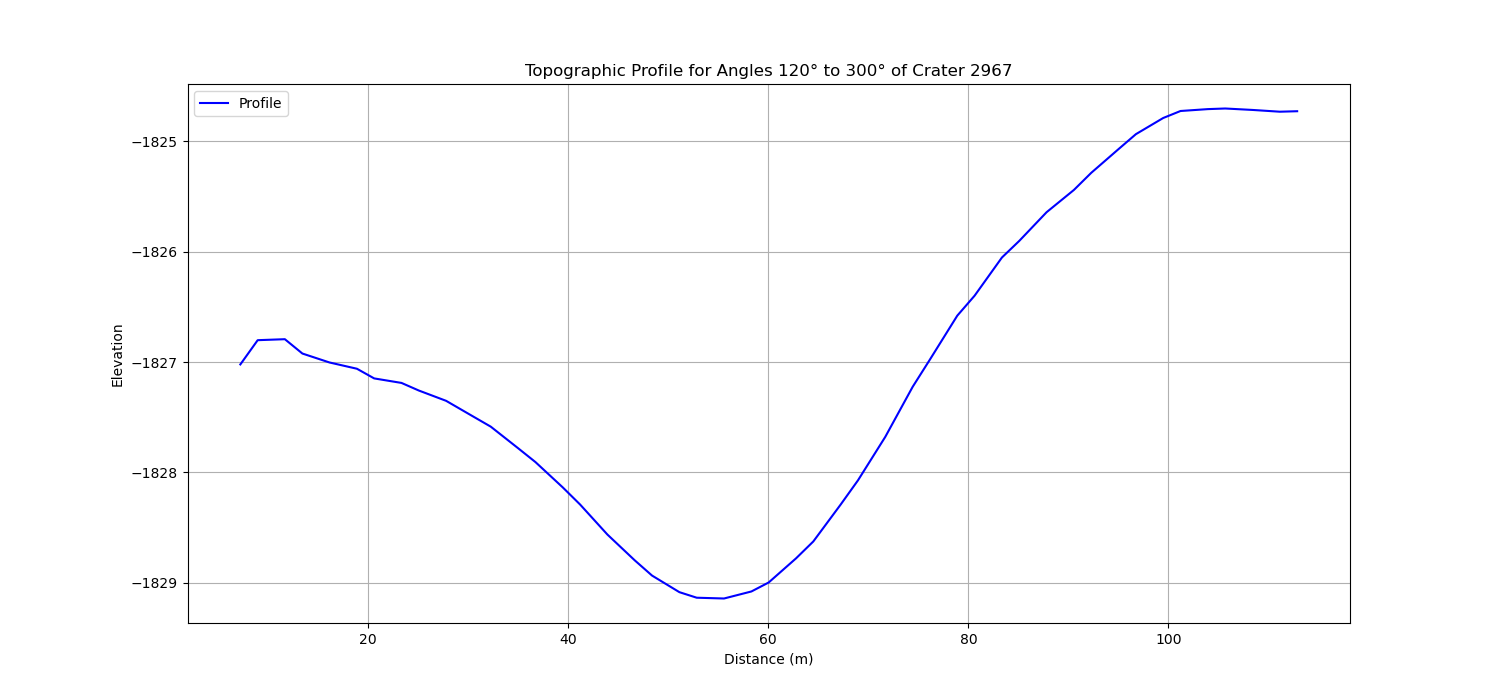 Topographic Profile for Angles 120° to 300° of Crater 2967
Profile
−1825
−1826
−1827
−1828
−1829
Elevation
20 40 60 80 100
Distance (m)